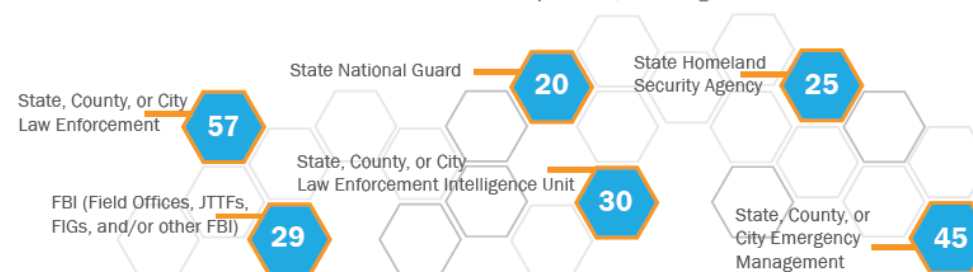 State National Guard
20
State Homeland
Security Agency
25
State, County, or City
Law Enforcement
57
State, County, or City
Law Enforcement Intelligence Unit
30
FBI (Field Offices, JTTFs,
FIGs, and/or other FBI)
29
State, County, or
City Emergency
Management
45